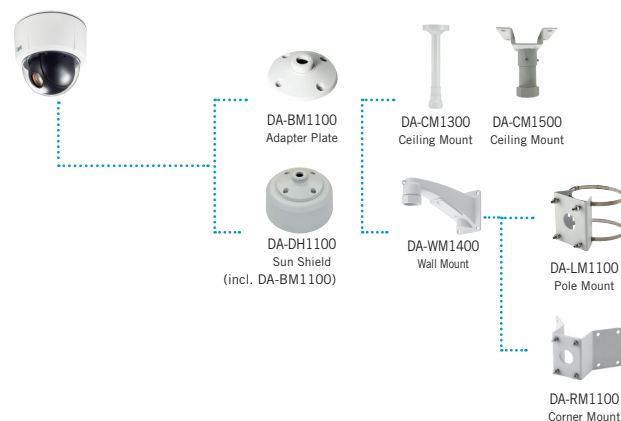 DA-BM1100
Adapter Plate
DA-CM1300
Ceiling Mount
DA-CM1500
Ceiling Mount
DA-DH1100
Sun Shield
(incl. DA-BM1100)
DA-WM1400
Wall Mount
DA-LM1100
Pole Mount
DA-RM1100
Corner Mount